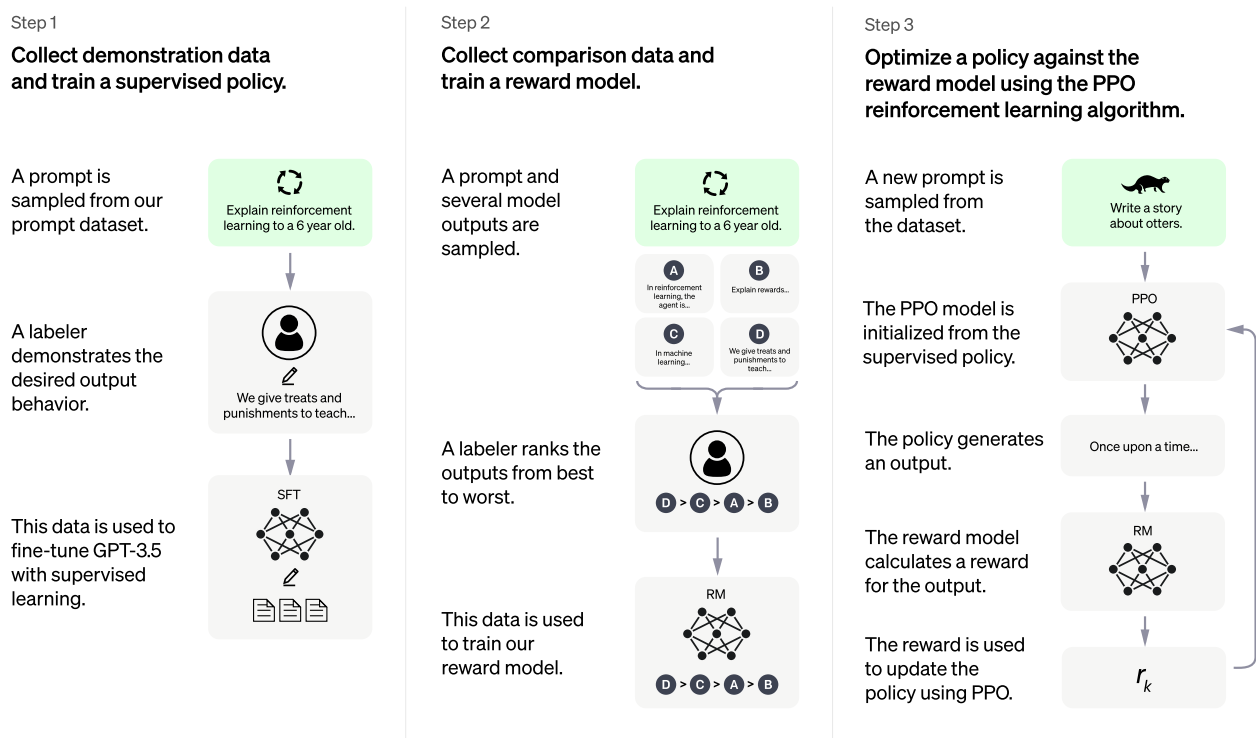 Step 1
Collect demonstration data
and train a supervised policy.
A prompt is
sampled from our
prompt dataset.
Explain reinforcement
learning to a 6 year old.
A labeler
demonstrates the
desired output
behavior.
We give treats and
punishments to teach...
This data is used to
fine-tune GPT-3.5
with supervised
learning.
SFT
Step 2
Collect comparison data and
train a reward model.
A prompt and
several model
outputs are
sampled.
Explain reinforcement
learning to a 6 year old.
A
In reinforcement
learning, the
agent is...
B
Explain rewards...
C
In machine
learning...
D
We give treats and
punishments to
teach...
A labeler ranks the
outputs from best
to worst.
D > C > A > B
This data is used
to train our
reward model.
RM
D > C > A > B
Step 3
Optimize a policy against the
reward model using the PPO
reinforcement learning algorithm.
A new prompt is
sampled from
the dataset.
Write a story
about otters.
The PPO model is
initialized from the
supervised policy.
PPO
The policy generates
an output.
Once upon a time...
The reward model
calculates a reward
for the output.
RM
The reward is used
to update the
policy using PPO.
r_k